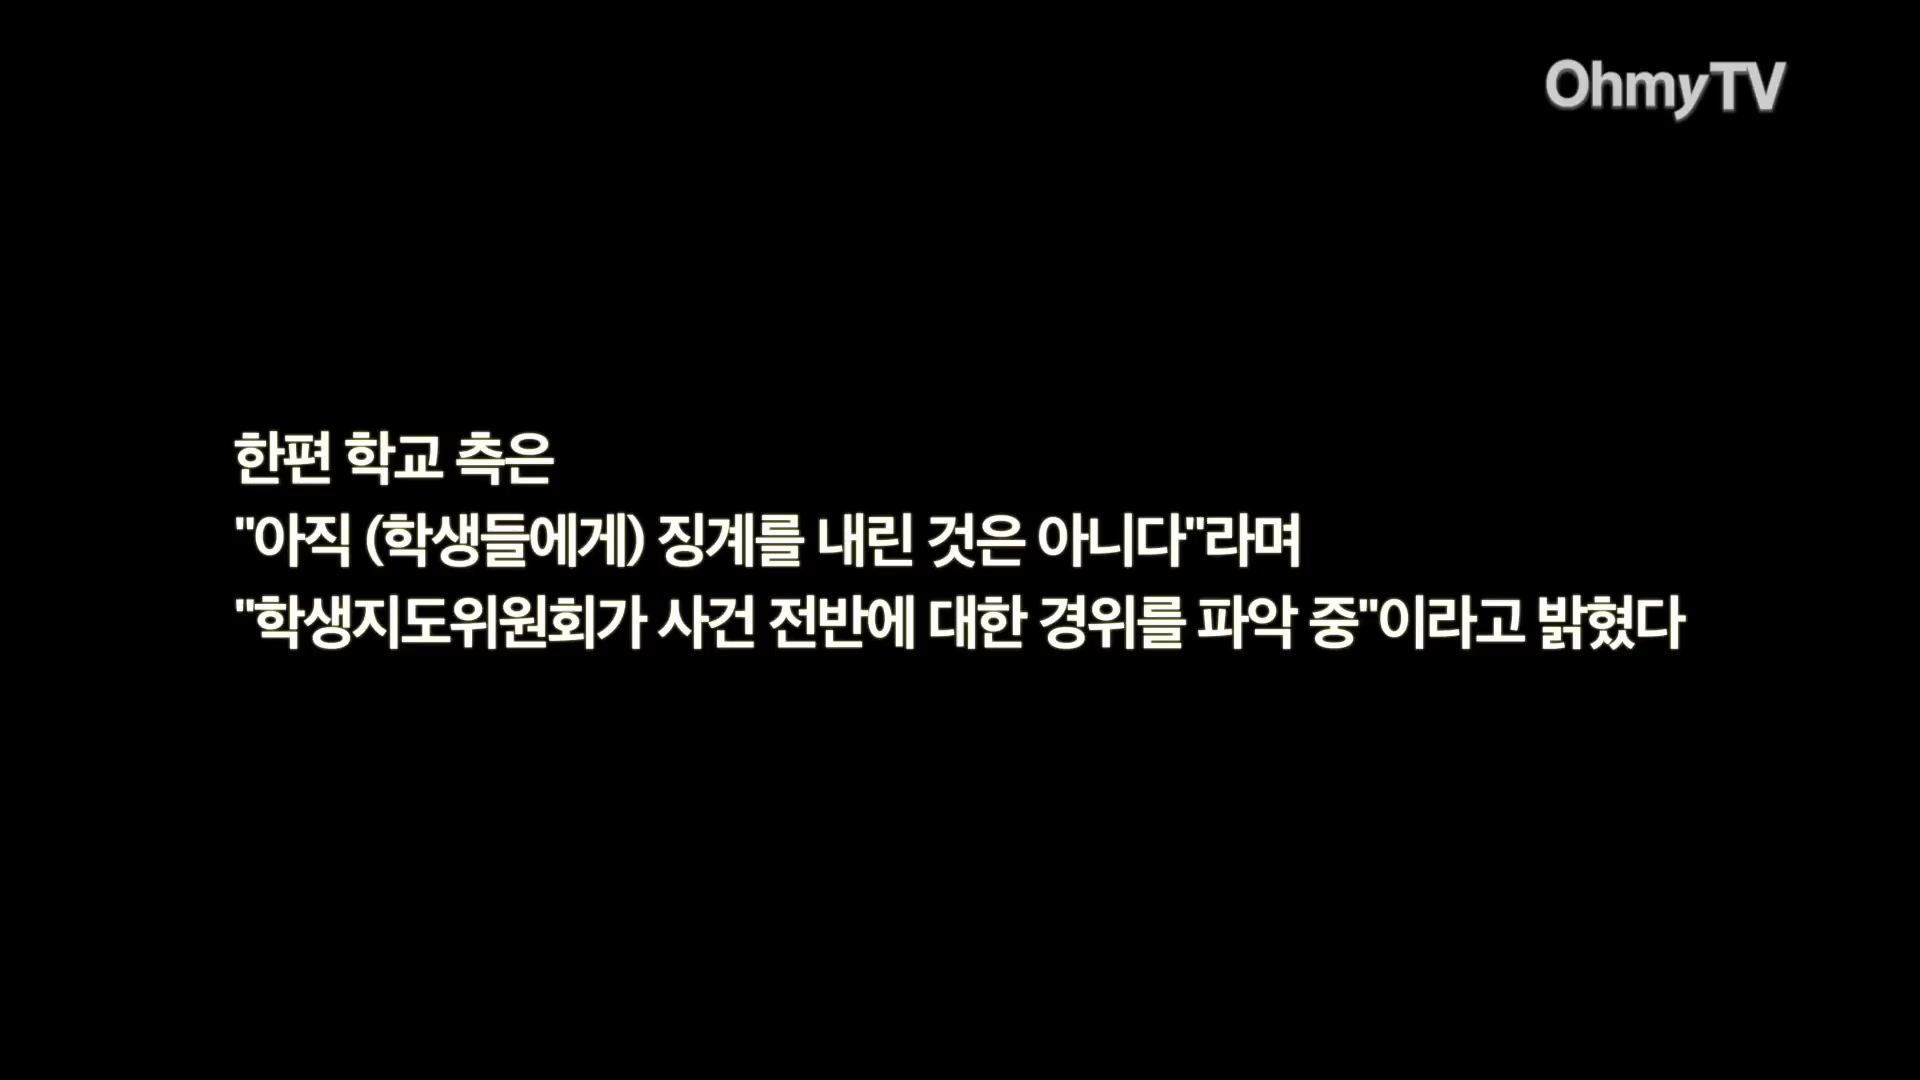 OhmyTV
한편 학교 측은
"아직 (학생들에게) 징계를 내린 것은 아니다"라며
"학생지도위원회가 사건 전반에 대한 경위를 파악 중"이라고 밝혔다